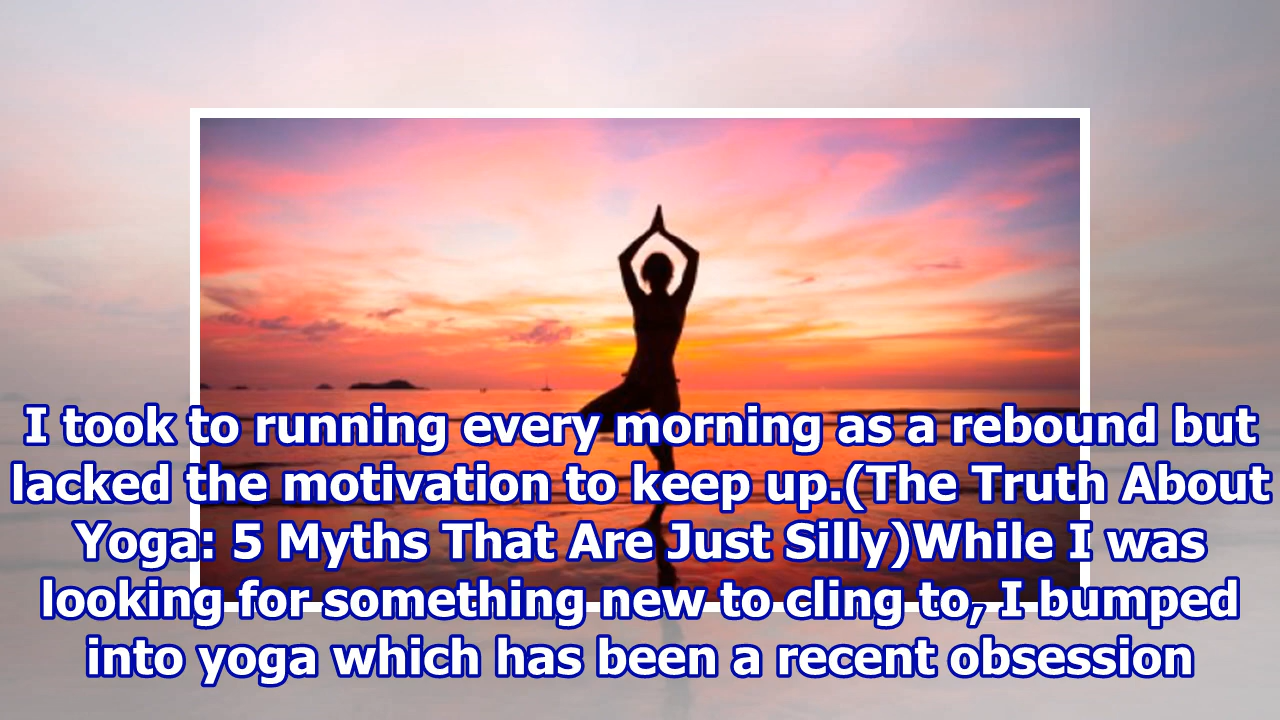 I took to running every morning as a rebound but
lacked the motivation to keep up.(The Truth About
Yoga: 5 Myths That Are Just Silly)While I was
looking for something new to cling to, I bumped
into yoga which has been a recent obsession